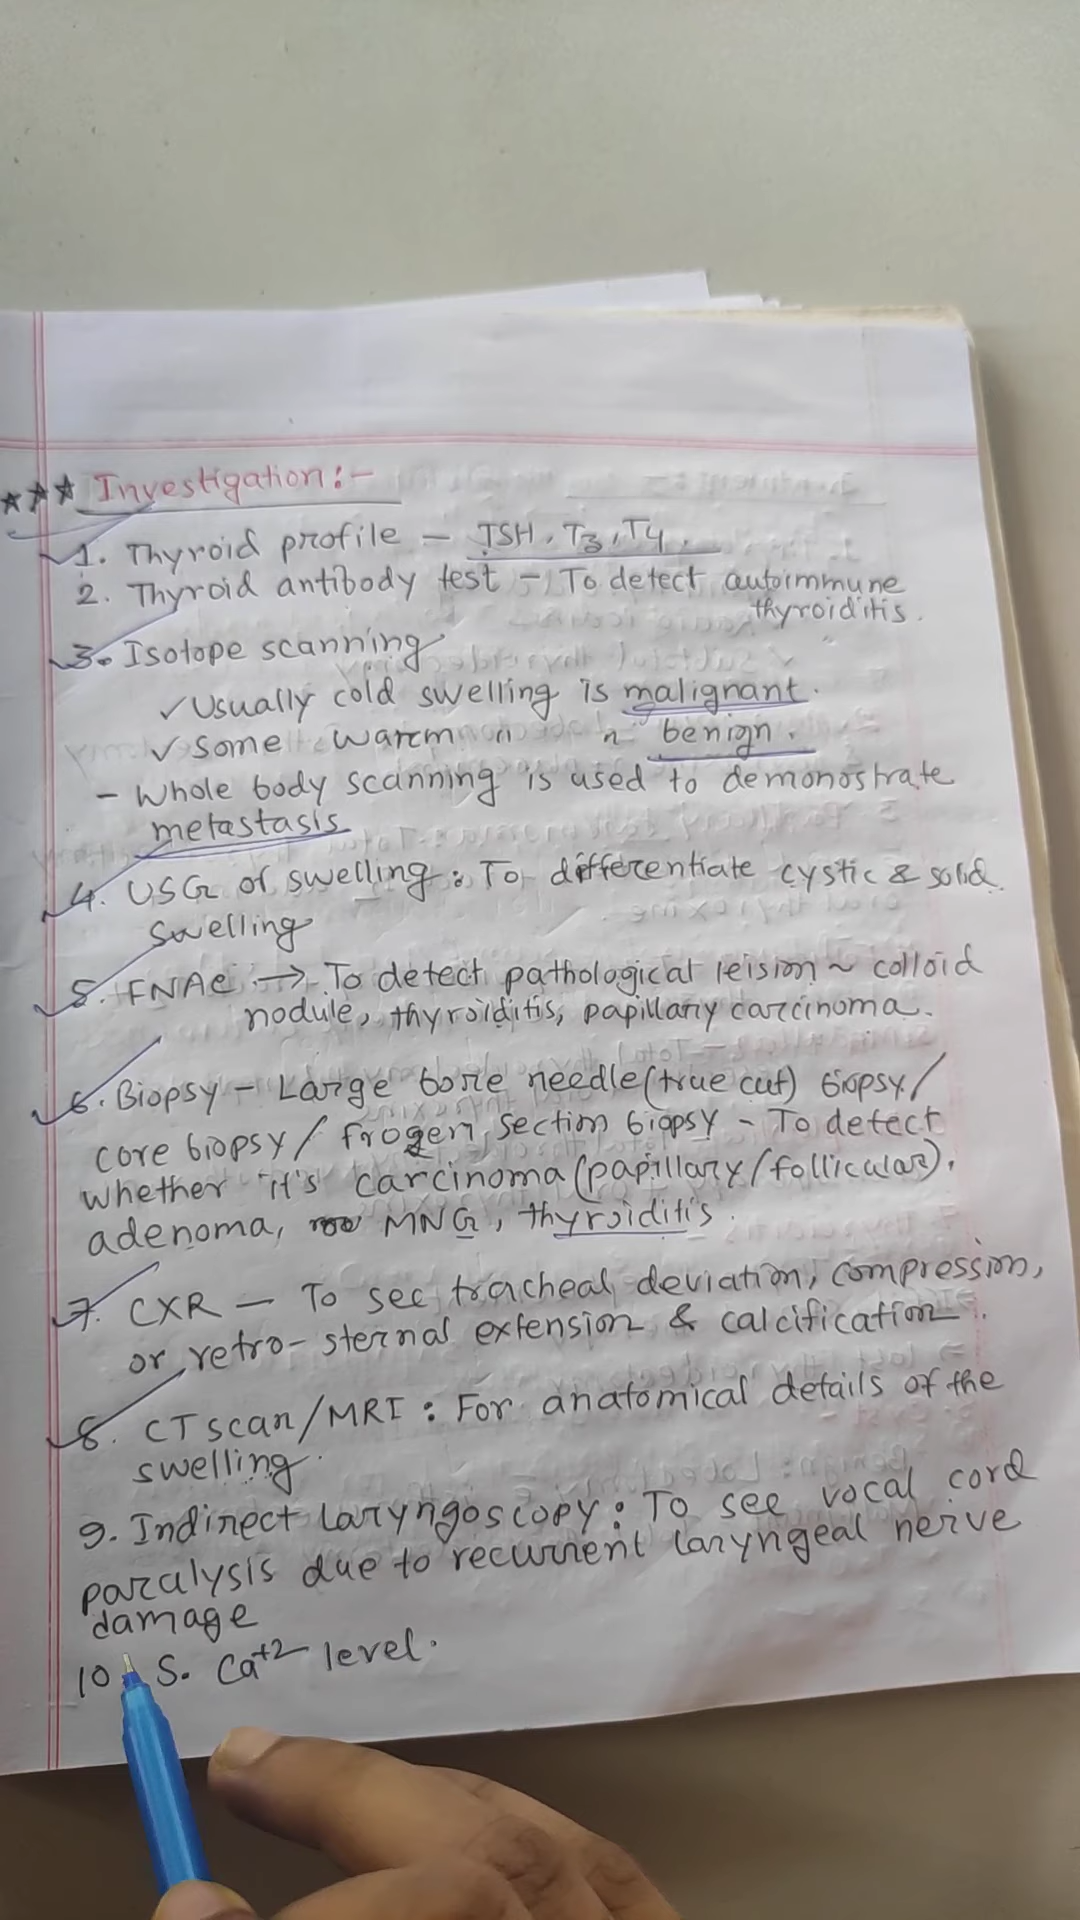 *** Investigation:-
1. Thyroid profile - TSH, T3, T4.
2. Thyroid antibody test - To detect autoimmune
thyroiditis.
3. Isotope scanning
✓ Usually cold swelling is malignant.
✓ some warm " " benign.
- Whole body scanning is used to demonostrate
metastasis
4. USG of swelling: To differentiate cystic & solid
swelling
5. FNAC → To detect pathological leision ~ colloid
nodule, thyroiditis, papillary carcinoma.
6. Biopsy - Large bore needle (true cut) biopsy/
core biopsy/ frozen section biopsy - To detect
whether it's carcinoma (papillary/follicular),
adenoma, MNG, thyroiditis.
7. CXR - To see tracheal deviation, compression,
or retro-sternal extension & calcification.
8. CT scan/MRI: For anatomical details of the
swelling.
9. Indirect Laryngoscopy: To see vocal cord
paralysis due to recurrent laryngeal nerve
damage
10. S. Ca+2 level.